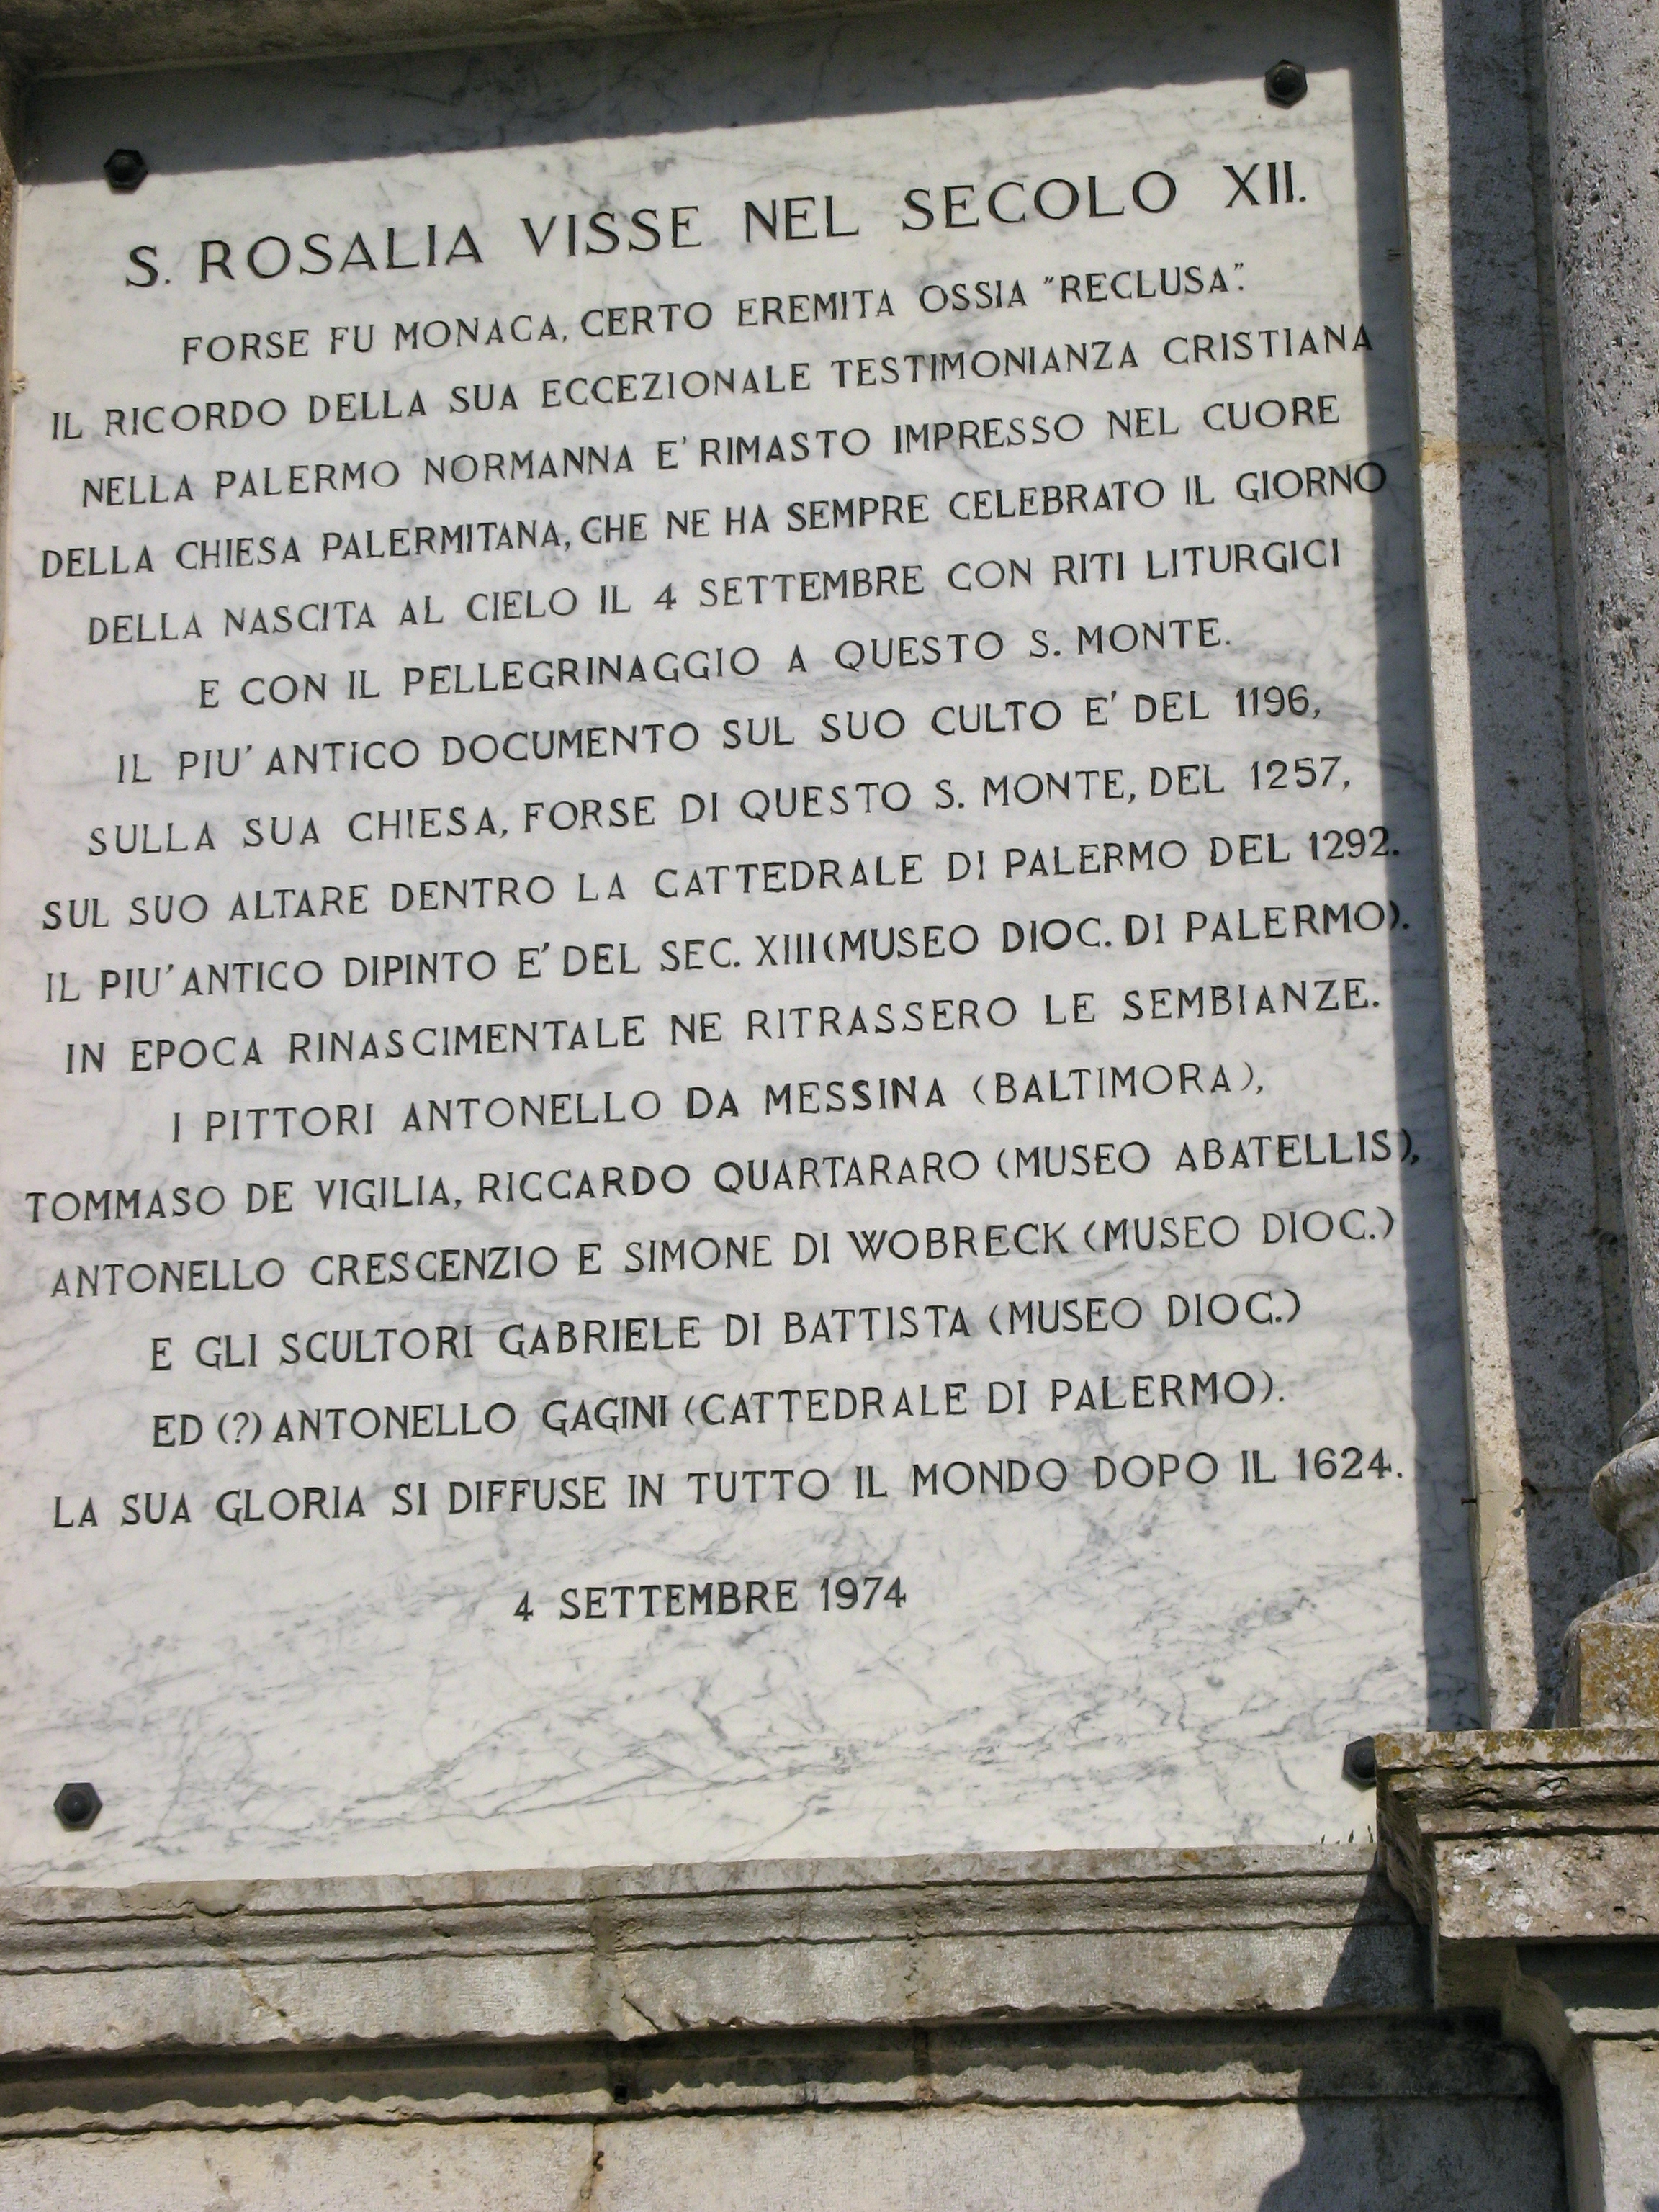 S. ROSALIA VISSE NEL SECOLO XII.
FORSE FU MONACA, CERTO EREMITA OSSIA "RECLUSA".
IL RICORDO DELLA SUA ECCEZIONALE TESTIMONIANZA CRISTIANA
NELLA PALERMO NORMANNA E' RIMASTO IMPRESSO NEL CUORE
DELLA CHIESA PALERMITANA, CHE NE HA SEMPRE CELEBRATO IL GIORNO
DELLA NASCITA AL CIELO IL 4 SETTEMBRE CON RITI LITURGICI
E CON IL PELLEGRINAGGIO A QUESTO S. MONTE.
IL PIU' ANTICO DOCUMENTO SUL SUO CULTO E' DEL 1196,
SULLA SUA CHIESA, FORSE DI QUESTO S. MONTE, DEL 1257,
SUL SUO ALTARE DENTRO LA CATTEDRALE DI PALERMO DEL 1292.
IL PIU' ANTICO DIPINTO E' DEL SEC. XIII (MUSEO DIOC. DI PALERMO).
IN EPOCA RINASCIMENTALE NE RITRASSERO LE SEMBIANZE.
I PITTORI ANTONELLO DA MESSINA (BALTIMORA),
TOMMASO DE VIGILIA, RICCARDO QUARTARARO (MUSEO ABATELLIS),
ANTONELLO CRESCENZIO E SIMONE DI WOBRECK (MUSEO DIOC.)
E GLI SCULTORI GABRIELE DI BATTISTA (MUSEO DIOC.)
ED (?) ANTONELLO GAGINI (CATTEDRALE DI PALERMO).
LA SUA GLORIA SI DIFFUSE IN TUTTO IL MONDO DOPO IL 1624.
4 SETTEMBRE 1974